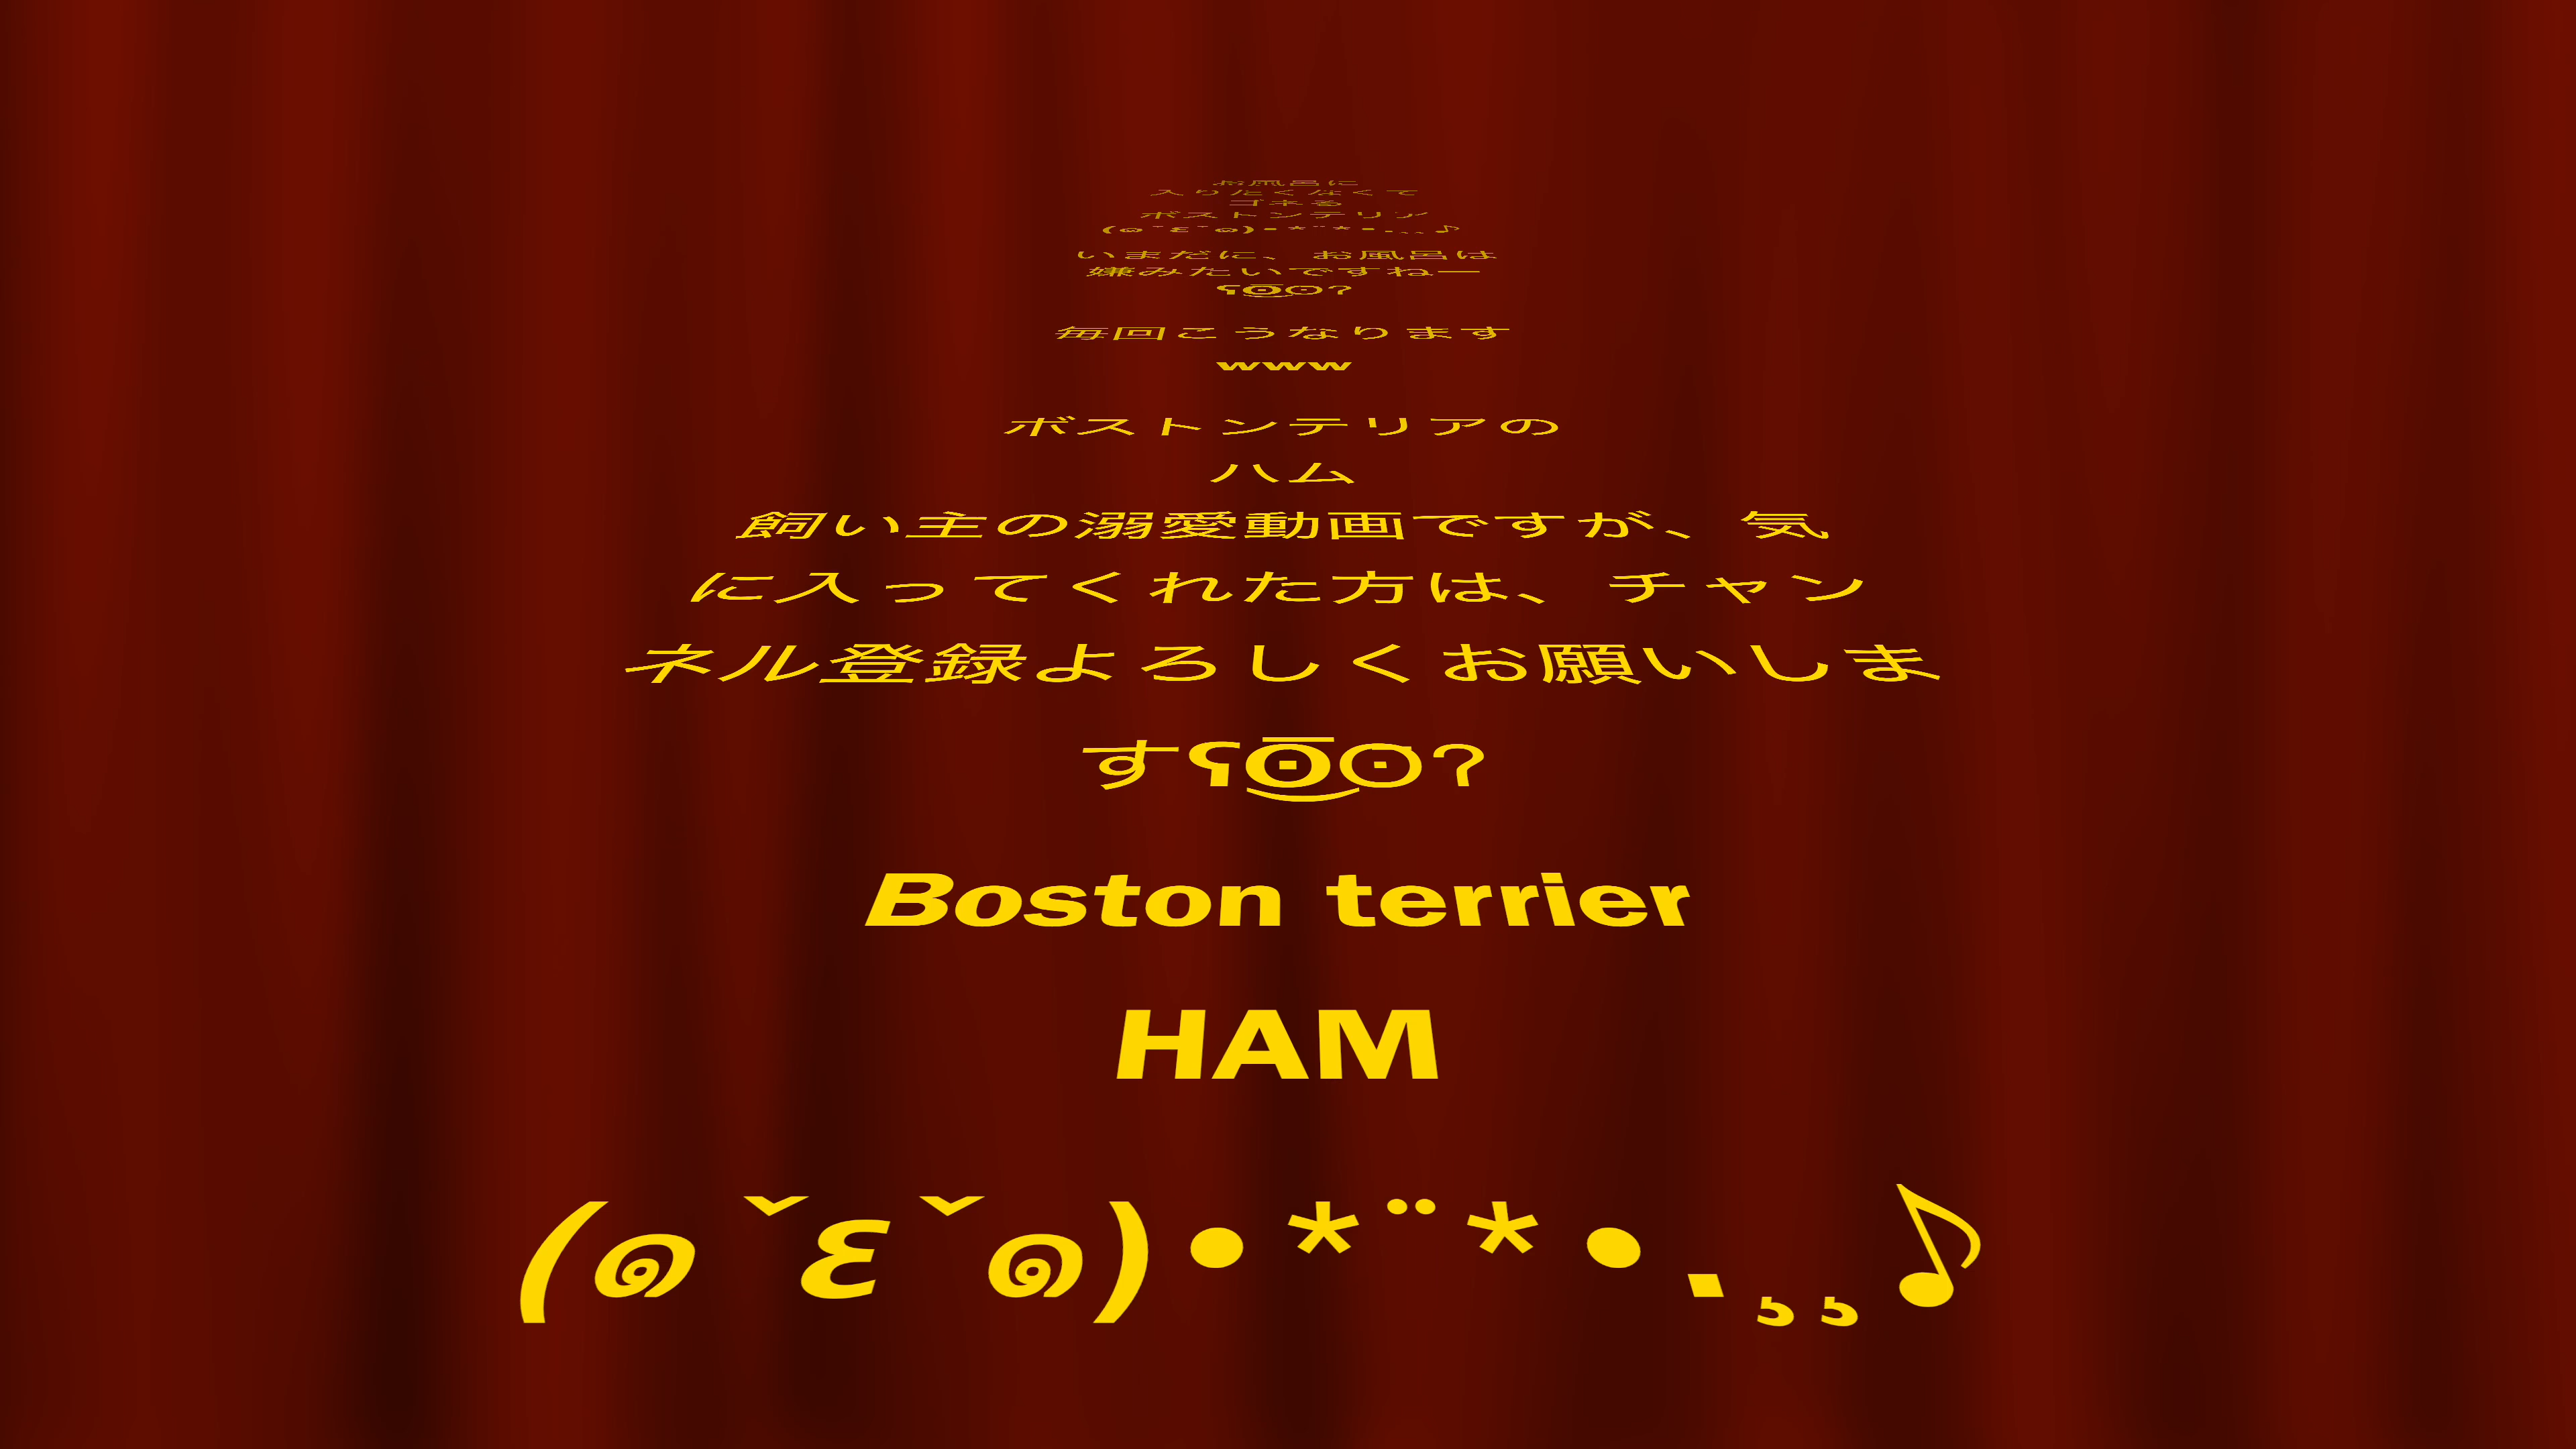 お風呂に
入りたくなくて
ゴネる
ボストンテリア
(๑˘ε˘๑)•*¨*•.¸¸♪
いまだに、お風呂は
嫌みたいですねー
ʕ•̫͡•ʔ
毎回こうなります
www
ボストンテリアの
ハム
飼い主の溺愛動画ですが、気
に入ってくれた方は、チャン
ネル登録よろしくお願いしま
すʕ⊙̫͡⊙ʔ
Boston terrier
HAM
(๑ˇεˇ๑)•*¨*•.¸¸♪